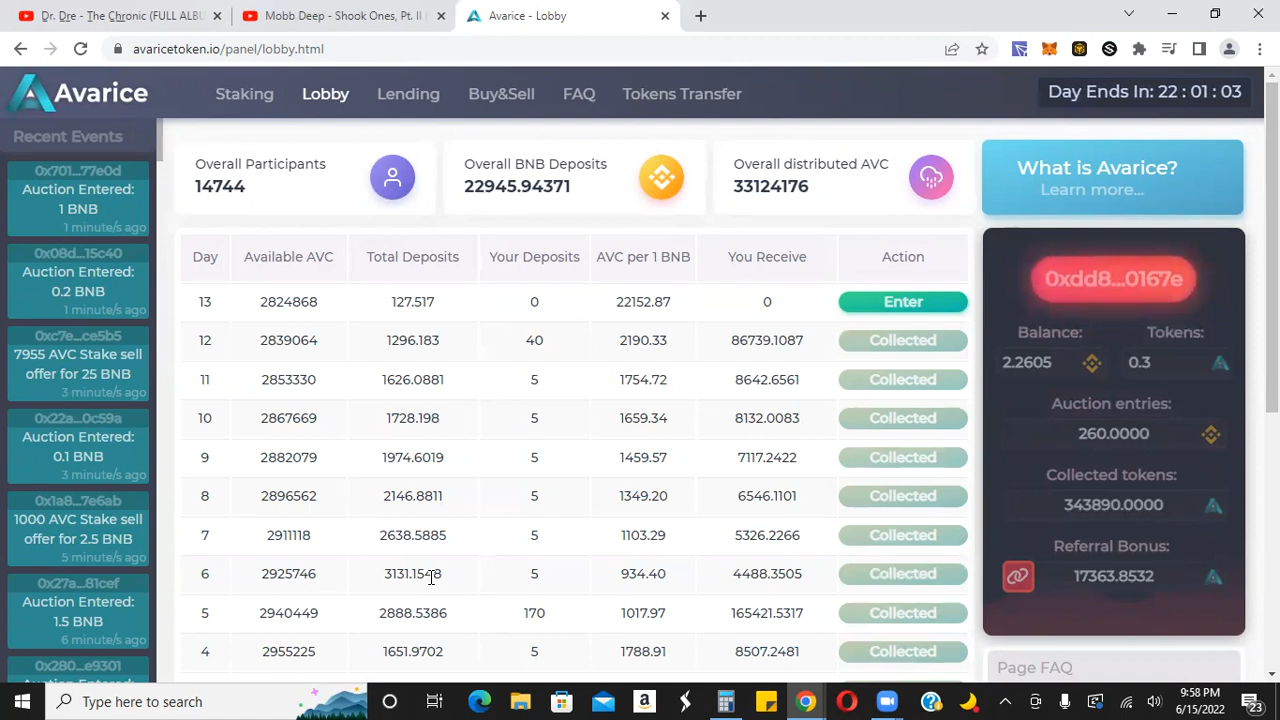 Dr. Dre - The Chronic (FULL ALBU
Mobb Deep - Shook Ones, Pt. II
Avarice - Lobby
avaricetoken.io/panel/lobby.html
Avarice
Staking
Lobby
Lending
Buy&Sell
FAQ
Tokens Transfer
Day Ends In: 22 : 01 : 03
Recent Events
0x701...77e0d
Auction Entered:
1 BNB
1 minute/s ago
0x08d...15c40
Auction Entered:
0.2 BNB
1 minute/s ago
0xc7e...ce5b5
7955 AVC Stake sell
offer for 25 BNB
3 minute/s ago
0x22a...0c59a
Auction Entered:
0.1 BNB
3 minute/s ago
0x1a8...7e6ab
1000 AVC Stake sell
offer for 2.5 BNB
5 minute/s ago
0x27a...81cef
Auction Entered:
1.5 BNB
6 minute/s ago
0x280...e9301
Overall Participants
14744
Overall BNB Deposits
22945.94371
Overall distributed AVC
33124176
Day Available AVC Total Deposits Your Deposits AVC per 1 BNB You Receive Action
13 2824868 127.517 0 22152.87 0 Enter
12 2839064 1296.183 40 2190.33 86739.1087 Collected
11 2853330 1626.0881 5 1754.72 8642.6561 Collected
10 2867669 1728.198 5 1659.34 8132.0083 Collected
9 2882079 1974.6019 5 1459.57 7117.2422 Collected
8 2896562 2146.8811 5 1349.20 6546.1101 Collected
7 2911118 2638.5885 5 1103.29 5326.2266 Collected
6 2925746 3131.1548 5 934.40 4488.3505 Collected
5 2940449 2888.5386 170 1017.97 165421.5317 Collected
4 2955225 1651.9702 5 1788.91 8507.2481 Collected
What is Avarice?
Learn more...
0xdd8...0167e
Balance: Tokens:
2.2605 0.3
Auction entries:
260.0000
Collected tokens:
343890.0000
Referral Bonus:
17363.8532
Page FAQ
Type here to search
9:58 PM
6/15/2022
23